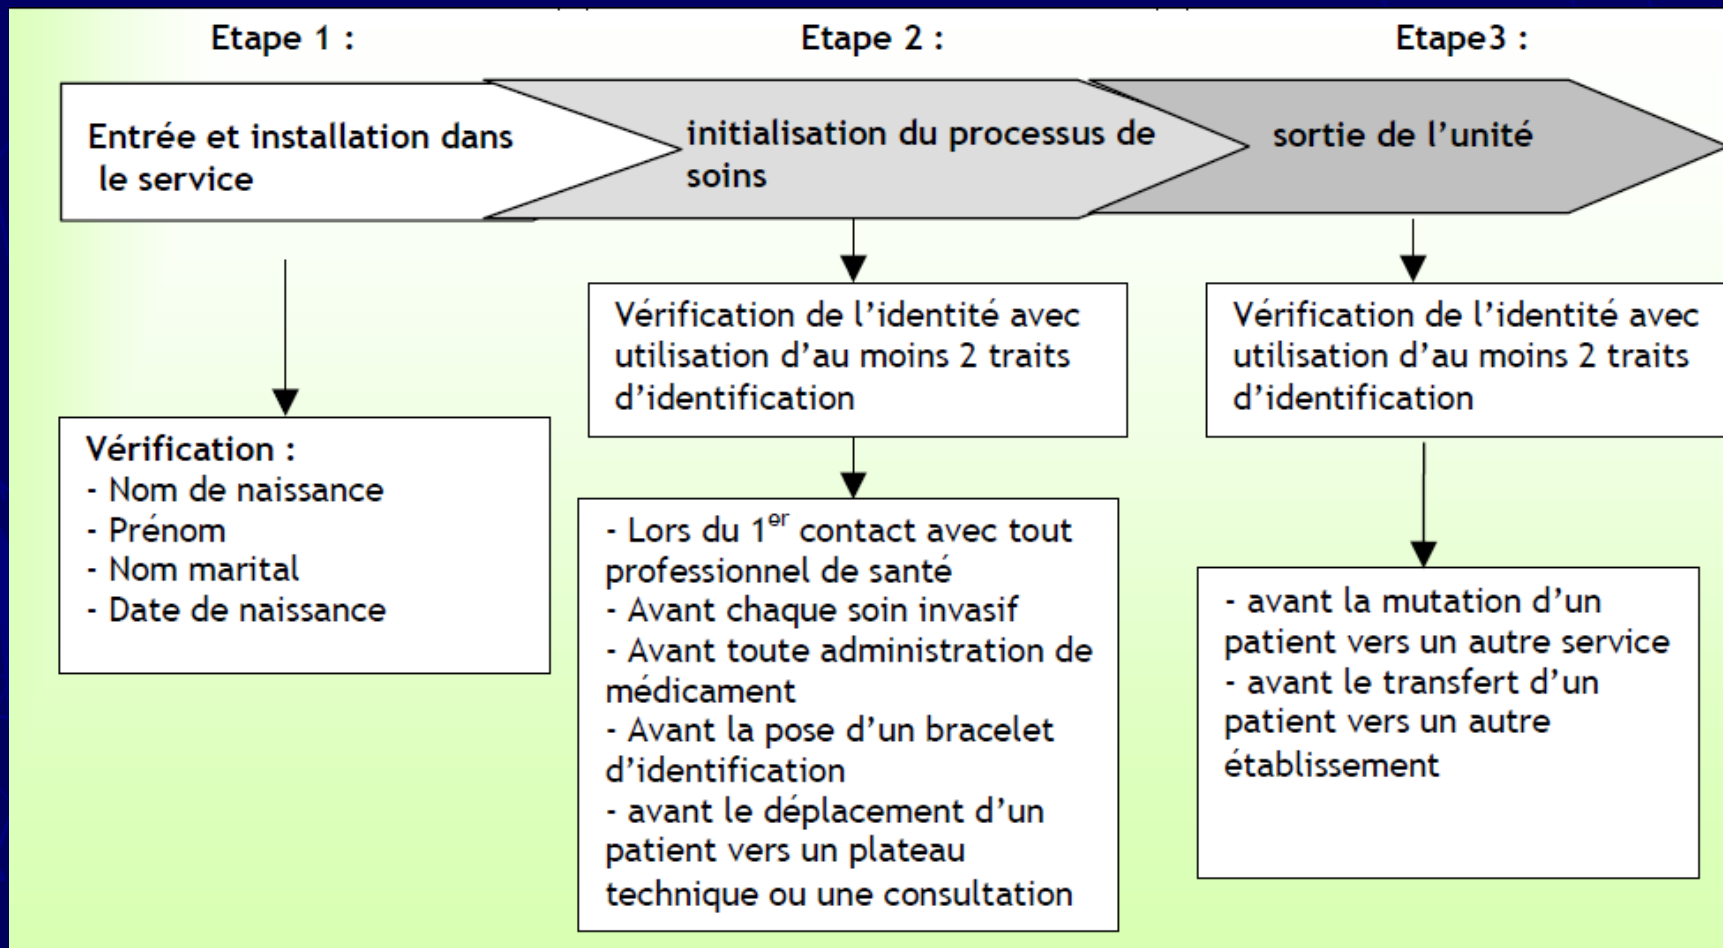 Etape 1 :
Entrée et installation dans
le service
Vérification :
- Nom de naissance
- Prénom
- Nom marital
- Date de naissance
Etape 2 :
initialisation du processus de
soins
Vérification de l’identité avec
utilisation d’au moins 2 traits
d’identification
- Lors du 1er contact avec tout
professionnel de santé
- Avant chaque soin invasif
- Avant toute administration de
médicament
- Avant la pose d’un bracelet
d’identification
- avant le déplacement d’un
patient vers un plateau
technique ou une consultation
Etape3 :
sortie de l’unité
Vérification de l’identité avec
utilisation d’au moins 2 traits
d’identification
- avant la mutation d’un
patient vers un autre service
- avant le transfert d’un
patient vers un autre
établissement